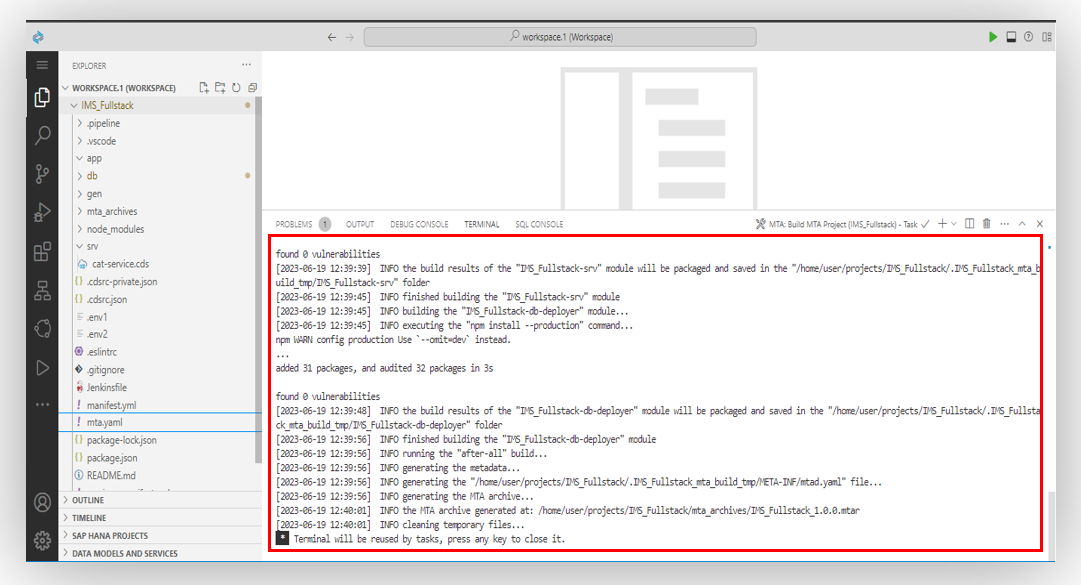 workspace.1 (Workspace)
EXPLORER
WORKSPACE.1 (WORKSPACE)
IMS_Fullstack
.pipeline
.vscode
app
db
gen
mta_archives
node_modules
srv
cat-service.cds
.cdsrc-private.json
.cdsrc.json
.env1
.env2
.eslintrc
.gitignore
Jenkinsfile
manifest.yml
mta.yaml
package-lock.json
package.json
README.md
OUTLINE
TIMELINE
SAP HANA PROJECTS
DATA MODELS AND SERVICES
PROBLEMS 1 OUTPUT DEBUG CONSOLE TERMINAL SQL CONSOLE MTA: Build MTA Project (IMS_Fullstack) - Task
found 0 vulnerabilities
[2023-06-19 12:39:39] INFO the build results of the "IMS_Fullstack-srv" module will be packaged and saved in the "/home/user/projects/IMS_Fullstack/.IMS_Fullstack_mta_b
uild_tmp/IMS_Fullstack-srv" folder
[2023-06-19 12:39:45] INFO finished building the "IMS_Fullstack-srv" module
[2023-06-19 12:39:45] INFO building the "IMS_Fullstack-db-deployer" module...
[2023-06-19 12:39:45] INFO executing the "npm install --production" command...
npm WARN config production Use `--omit=dev` instead.
...
added 31 packages, and audited 32 packages in 3s
found 0 vulnerabilities
[2023-06-19 12:39:48] INFO the build results of the "IMS_Fullstack-db-deployer" module will be packaged and saved in the "/home/user/projects/IMS_Fullstack/.IMS_Fullsta
ck_mta_build_tmp/IMS_Fullstack-db-deployer" folder
[2023-06-19 12:39:56] INFO finished building the "IMS_Fullstack-db-deployer" module
[2023-06-19 12:39:56] INFO running the "after-all" build...
[2023-06-19 12:39:56] INFO generating the metadata...
[2023-06-19 12:39:56] INFO generating the "/home/user/projects/IMS_Fullstack/.IMS_Fullstack_mta_build_tmp/META-INF/mtad.yaml" file...
[2023-06-19 12:39:56] INFO generating the MTA archive...
[2023-06-19 12:40:01] INFO the MTA archive generated at: /home/user/projects/IMS_Fullstack/mta_archives/IMS_Fullstack_1.0.0.mtar
[2023-06-19 12:40:01] INFO cleaning temporary files...
* Terminal will be reused by tasks, press any key to close it.